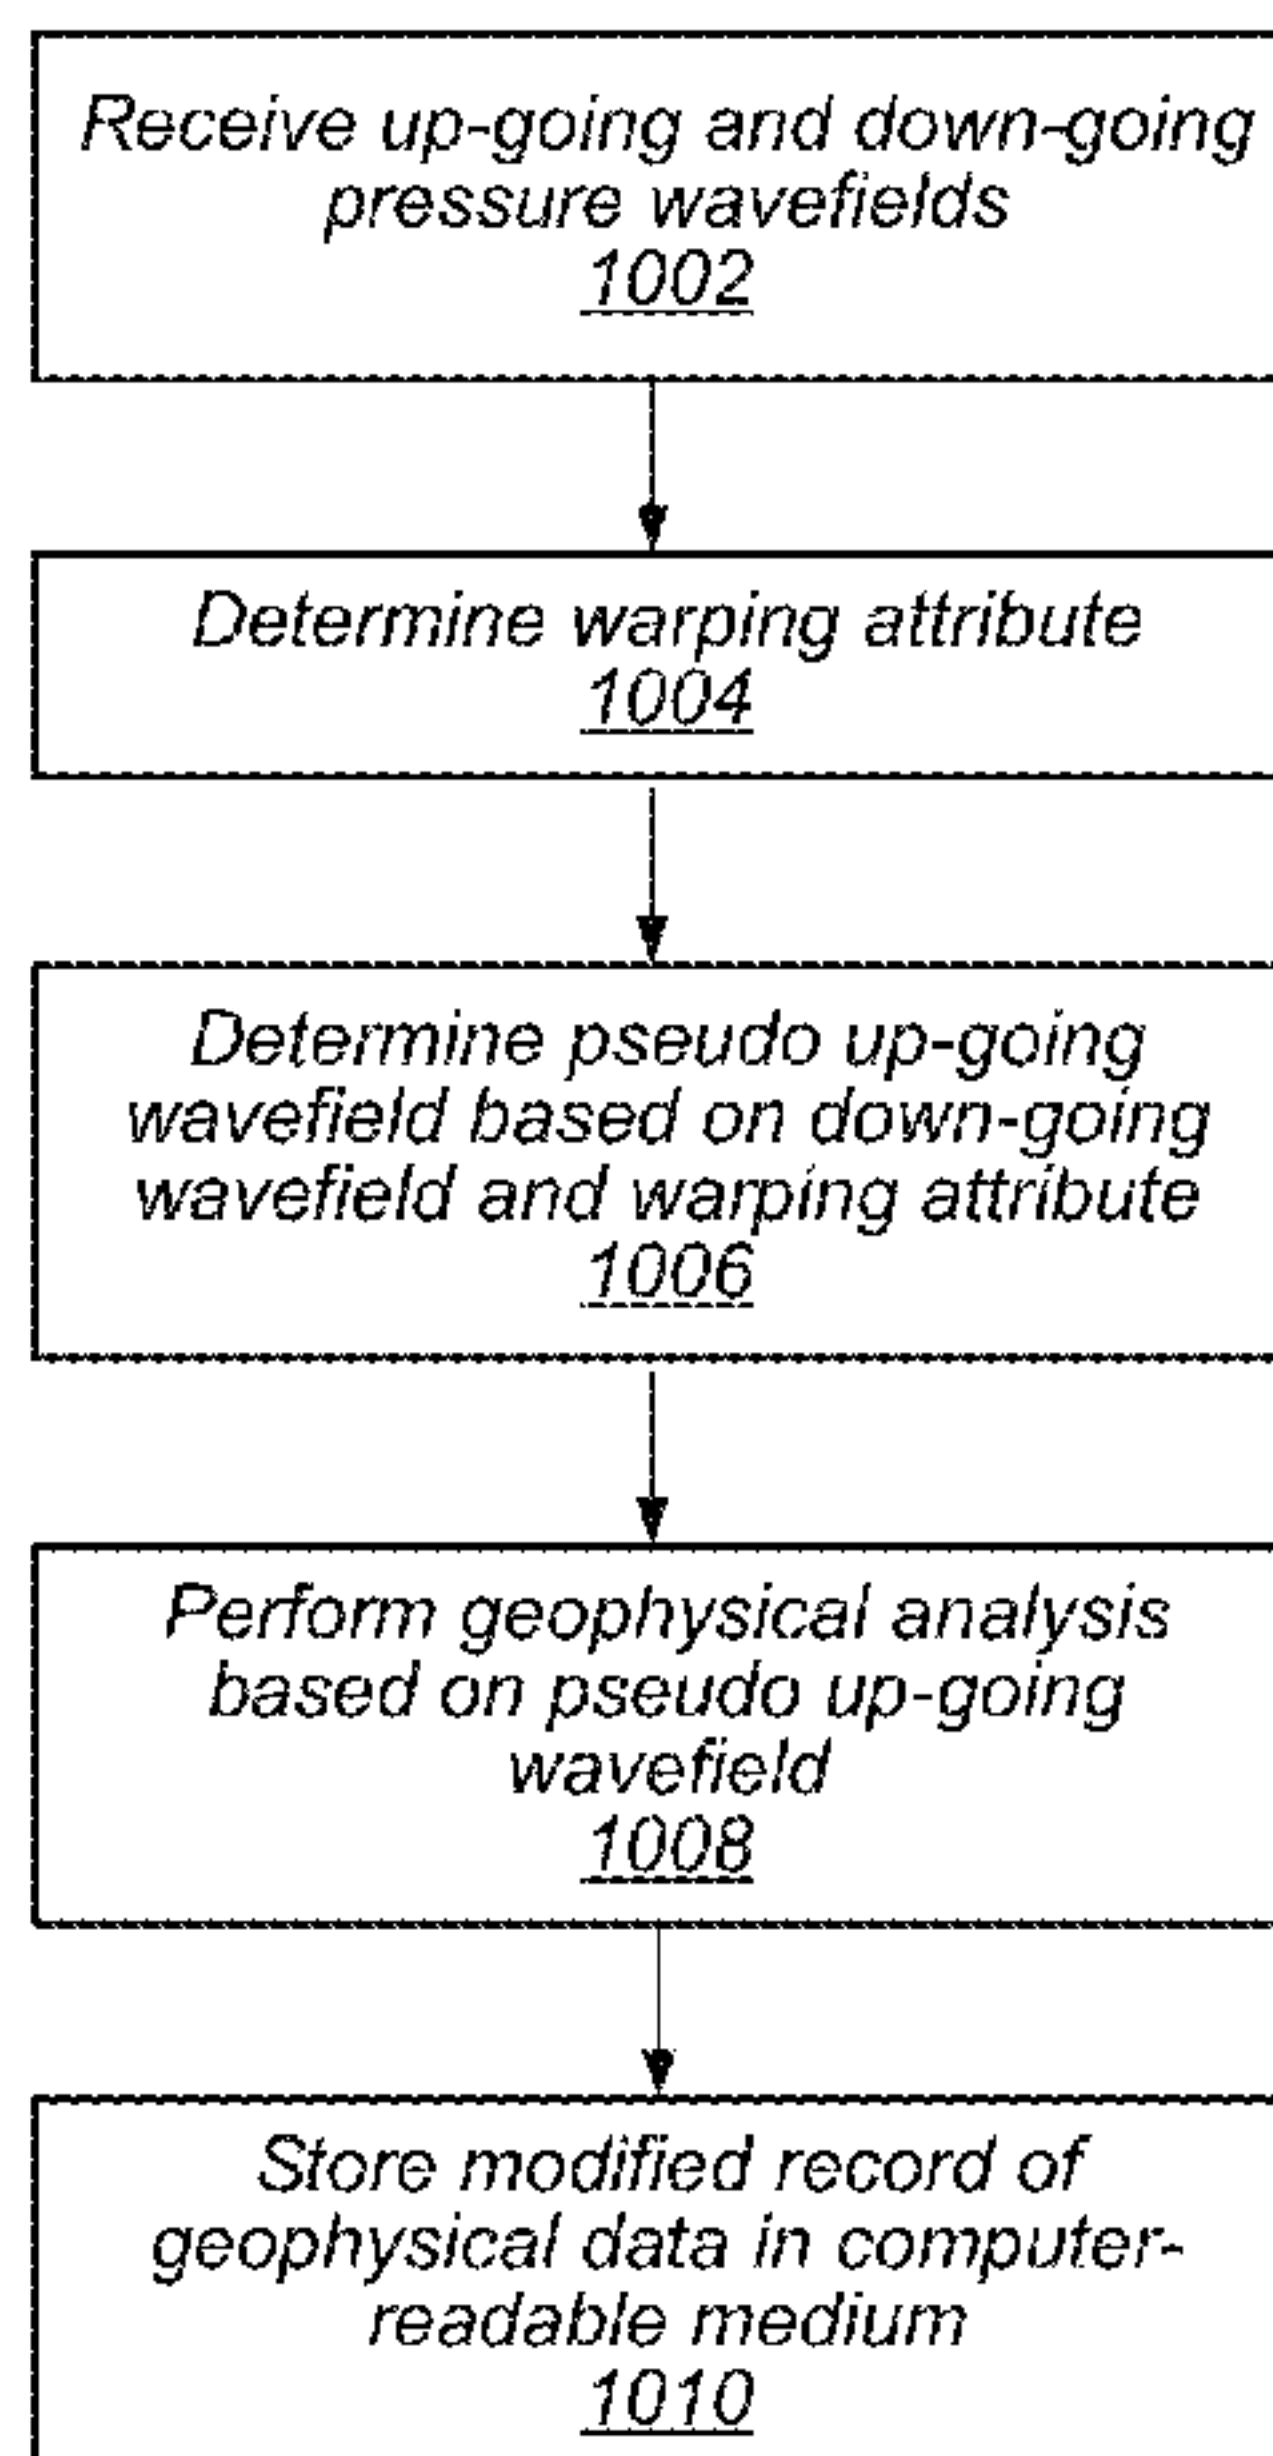 Receive up-going and down-going
pressure wavefields
1002
Determine warping attribute
1004
Determine pseudo up-going
wavefield based on down-going
wavefield and warping attribute
1006
Perform geophysical analysis
based on pseudo up-going
wavefield
1008
Store modified record of
geophysical data in computer-
readable medium
1010